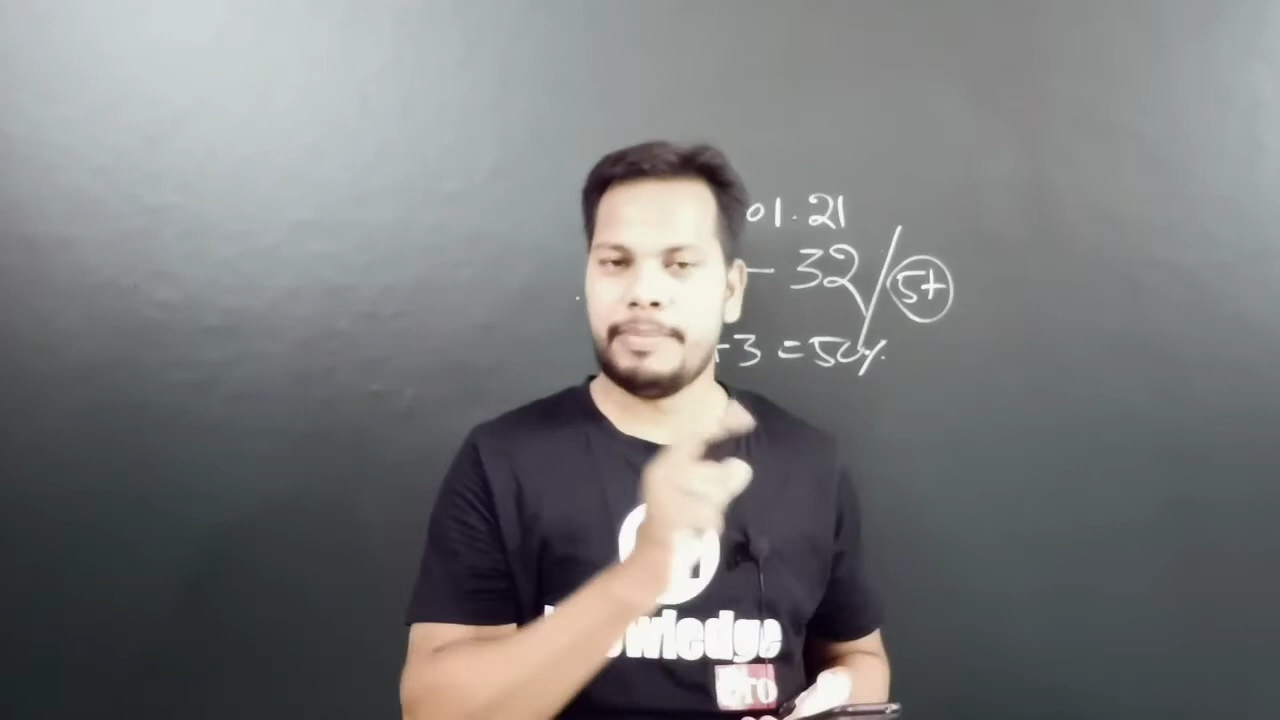 01.21
- 32/ 5+
+3 = 50%
Knowledge
Pro